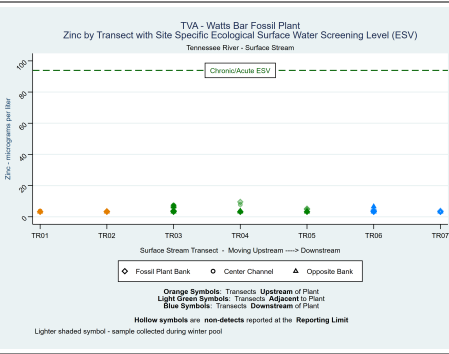 TVA - Watts Bar Fossil Plant
Zinc by Transect with Site Specific Ecological Surface Water Screening Level (ESV)
Tennessee River - Surface Stream
Zinc - micrograms per liter
100
80
60
40
20
0
Chronic/Acute ESV
TR01 TR02 TR03 TR04 TR05 TR06 TR07
Surface Stream Transect - Moving Upstream ----> Downstream
Fossil Plant Bank Center Channel Opposite Bank
Orange Symbols: Transects Upstream of Plant
Light Green Symbols: Transects Adjacent to Plant
Blue Symbols: Transects Downstream of Plant
Hollow symbols are non-detects reported at the Reporting Limit
Lighter shaded symbol - sample collected during winter pool